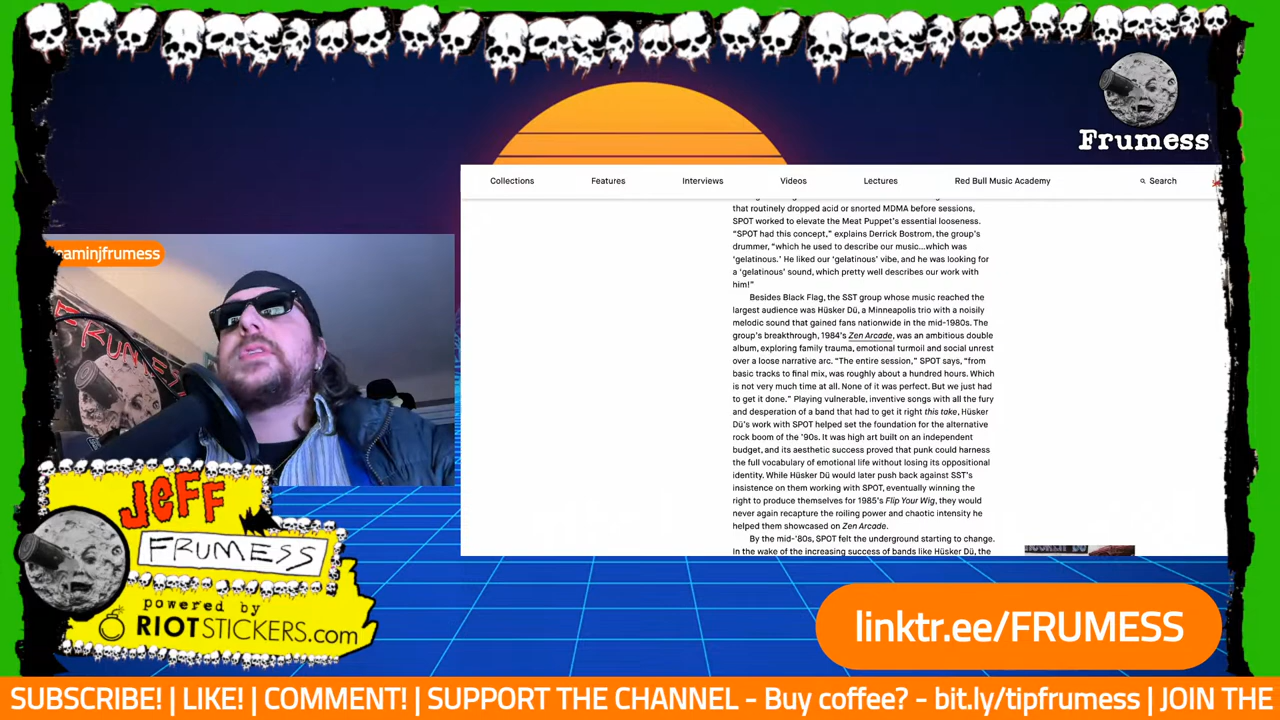 Frumess
Collections Features Interviews Videos Lectures Red Bull Music Academy Search
that routinely dropped acid or snorted MDMA before sessions,
SPOT worked to elevate the Meat Puppet's essential looseness.
“SPOT had this concept,” explains Derrick Bostrom, the group's
drummer, “which he used to describe our music...which was
‘gelatinous.’ He liked our ‘gelatinous’ vibe, and he was looking for
a ‘gelatinous’ sound, which pretty well describes our work with
him!”
Besides Black Flag, the SST group whose music reached the
largest audience was Hüsker Dü, a Minneapolis trio with a noisily
melodic sound that gained fans nationwide in the mid-1980s. The
group's breakthrough, 1984's Zen Arcade, was an ambitious double
album, exploring family trauma, emotional turmoil and social unrest
over a loose narrative arc. “The entire session,” SPOT says, “from
basic tracks to final mix, was roughly about a hundred hours. Which
is not very much time at all. None of it was perfect. But we just had
to get it done.” Playing vulnerable, inventive songs with all the fury
and desperation of a band that had to get it right this take, Hüsker
Dü's work with SPOT helped set the foundation for the alternative
rock boom of the '90s. It was high art built on an independent
budget, and its aesthetic success proved that punk could harness
the full vocabulary of emotional life without losing its oppositional
identity. While Hüsker Dü would later push back against SST's
insistence on them working with SPOT, eventually winning the
right to produce themselves for 1985's Flip Your Wig, they would
never again recapture the roiling power and chaotic intensity he
helped them showcased on Zen Arcade.
By the mid-'80s, SPOT felt the underground starting to change.
In the wake of the increasing success of bands like Hüsker Dü, the
aminjfrumess
FRUMESS
JEFF
FRUMESS
powered by
RIOTSTICKERS.com
linktr.ee/FRUMESS
SUBSCRIBE! | LIKE! | COMMENT! | SUPPORT THE CHANNEL - Buy coffee? - bit.ly/tipfrumess | JOIN THE